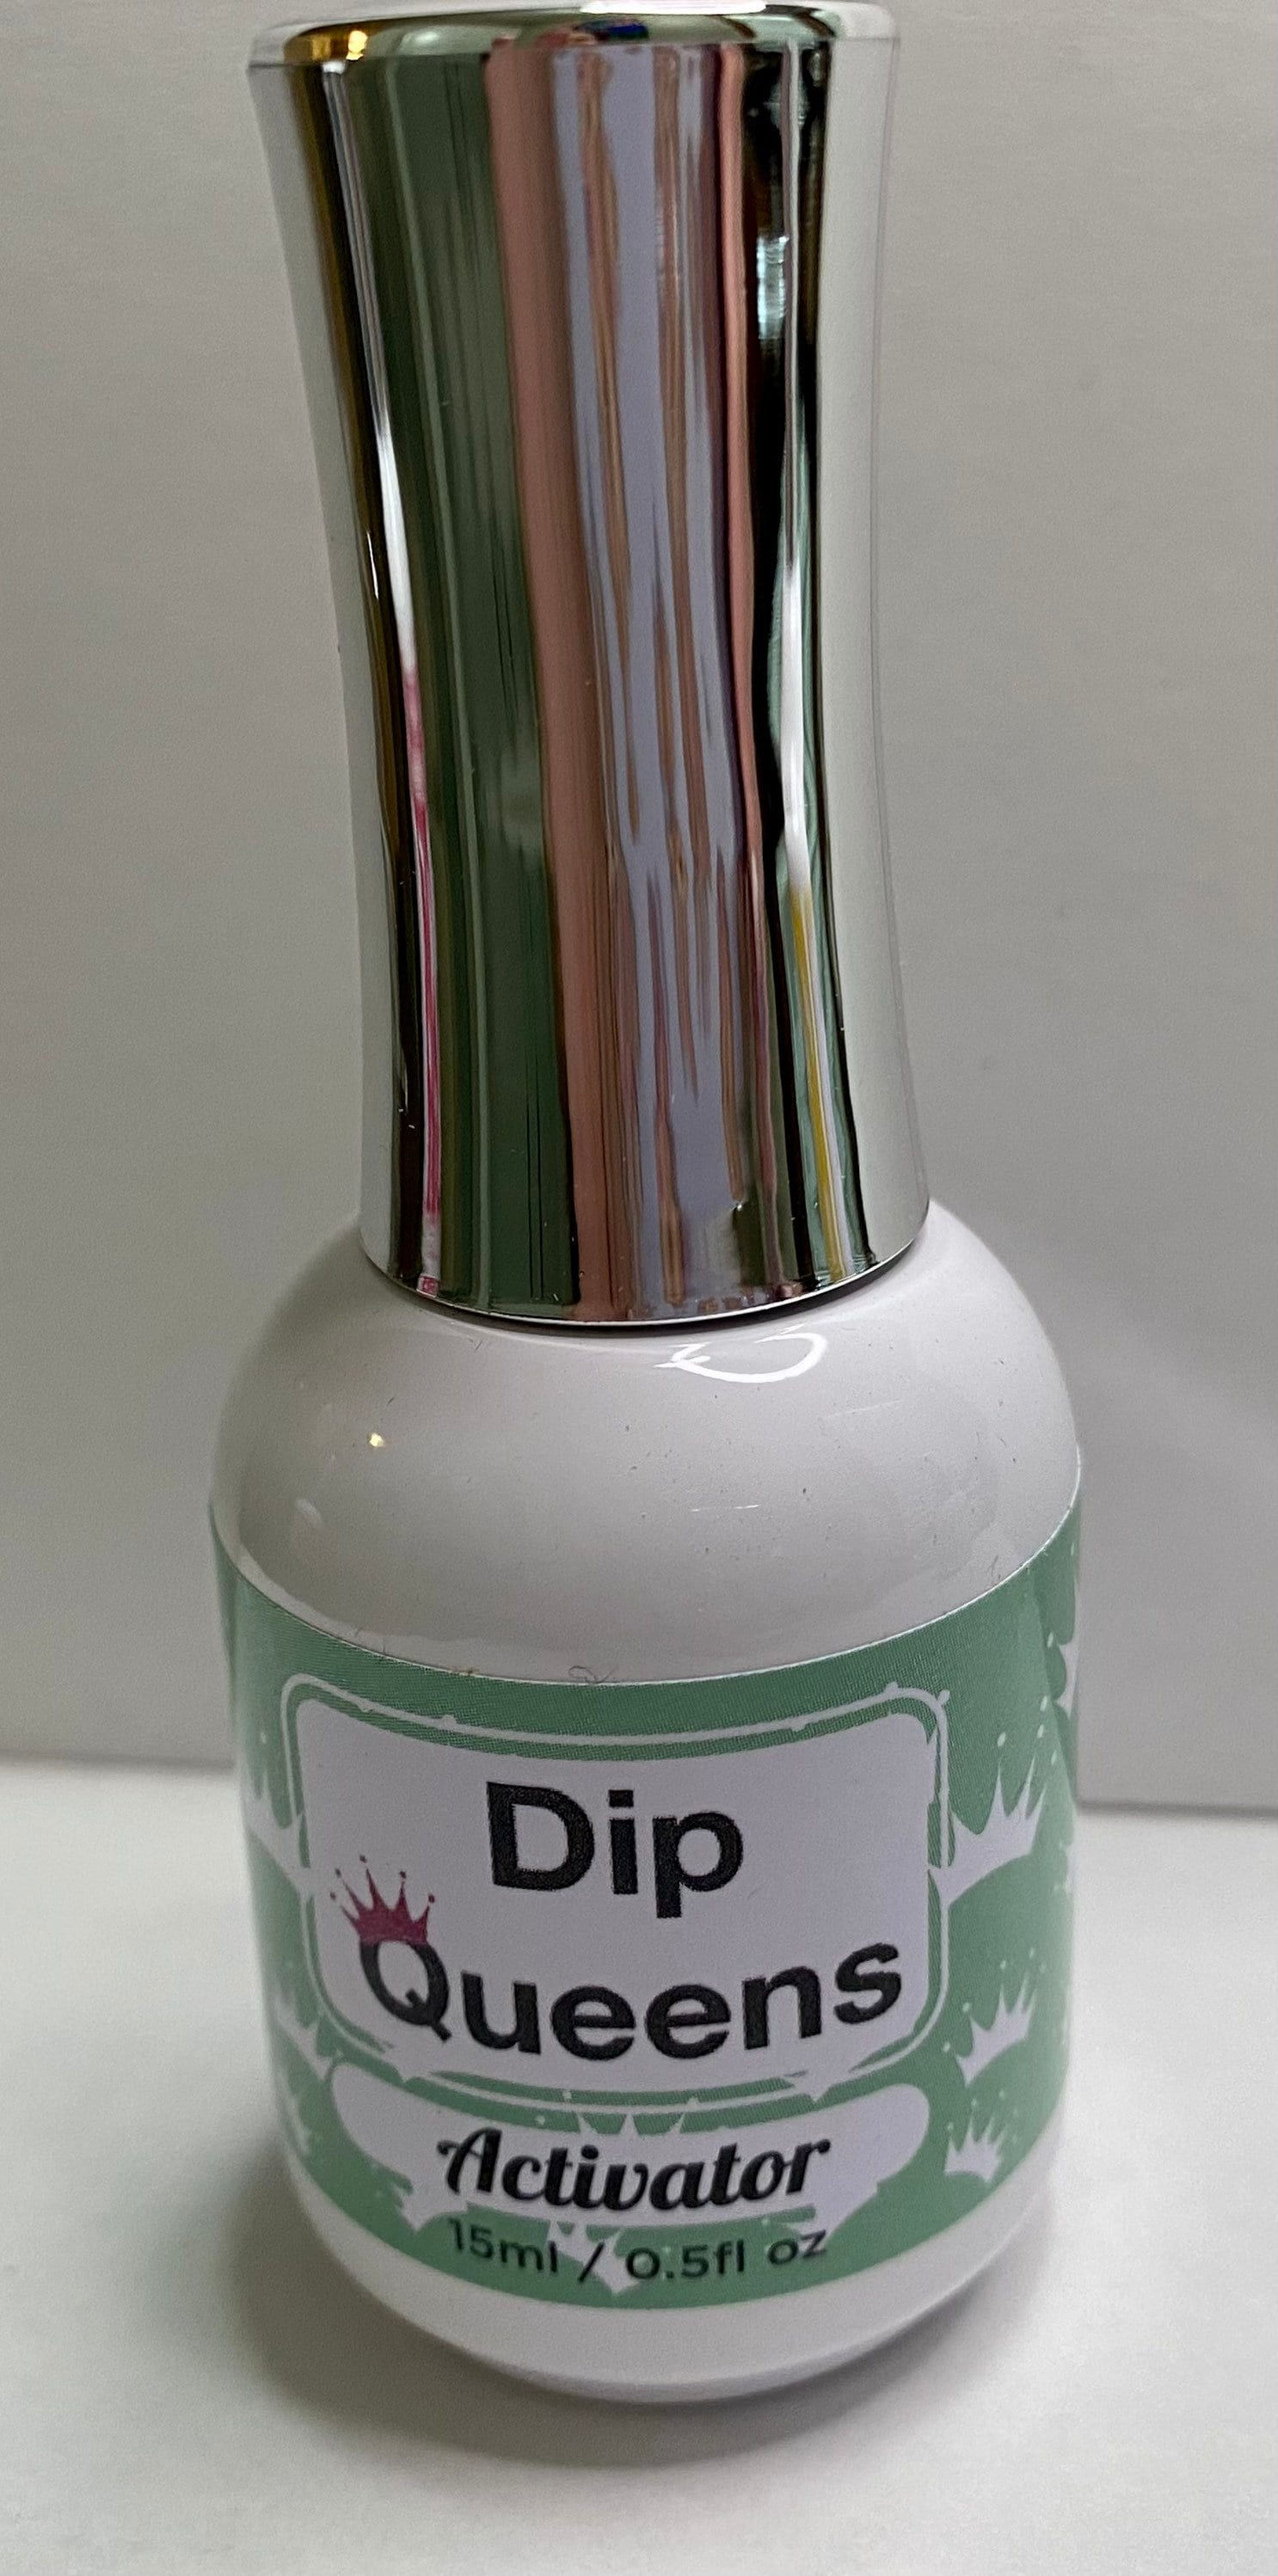 Dip
Queens
Activator
15ml / 0.5fl oz